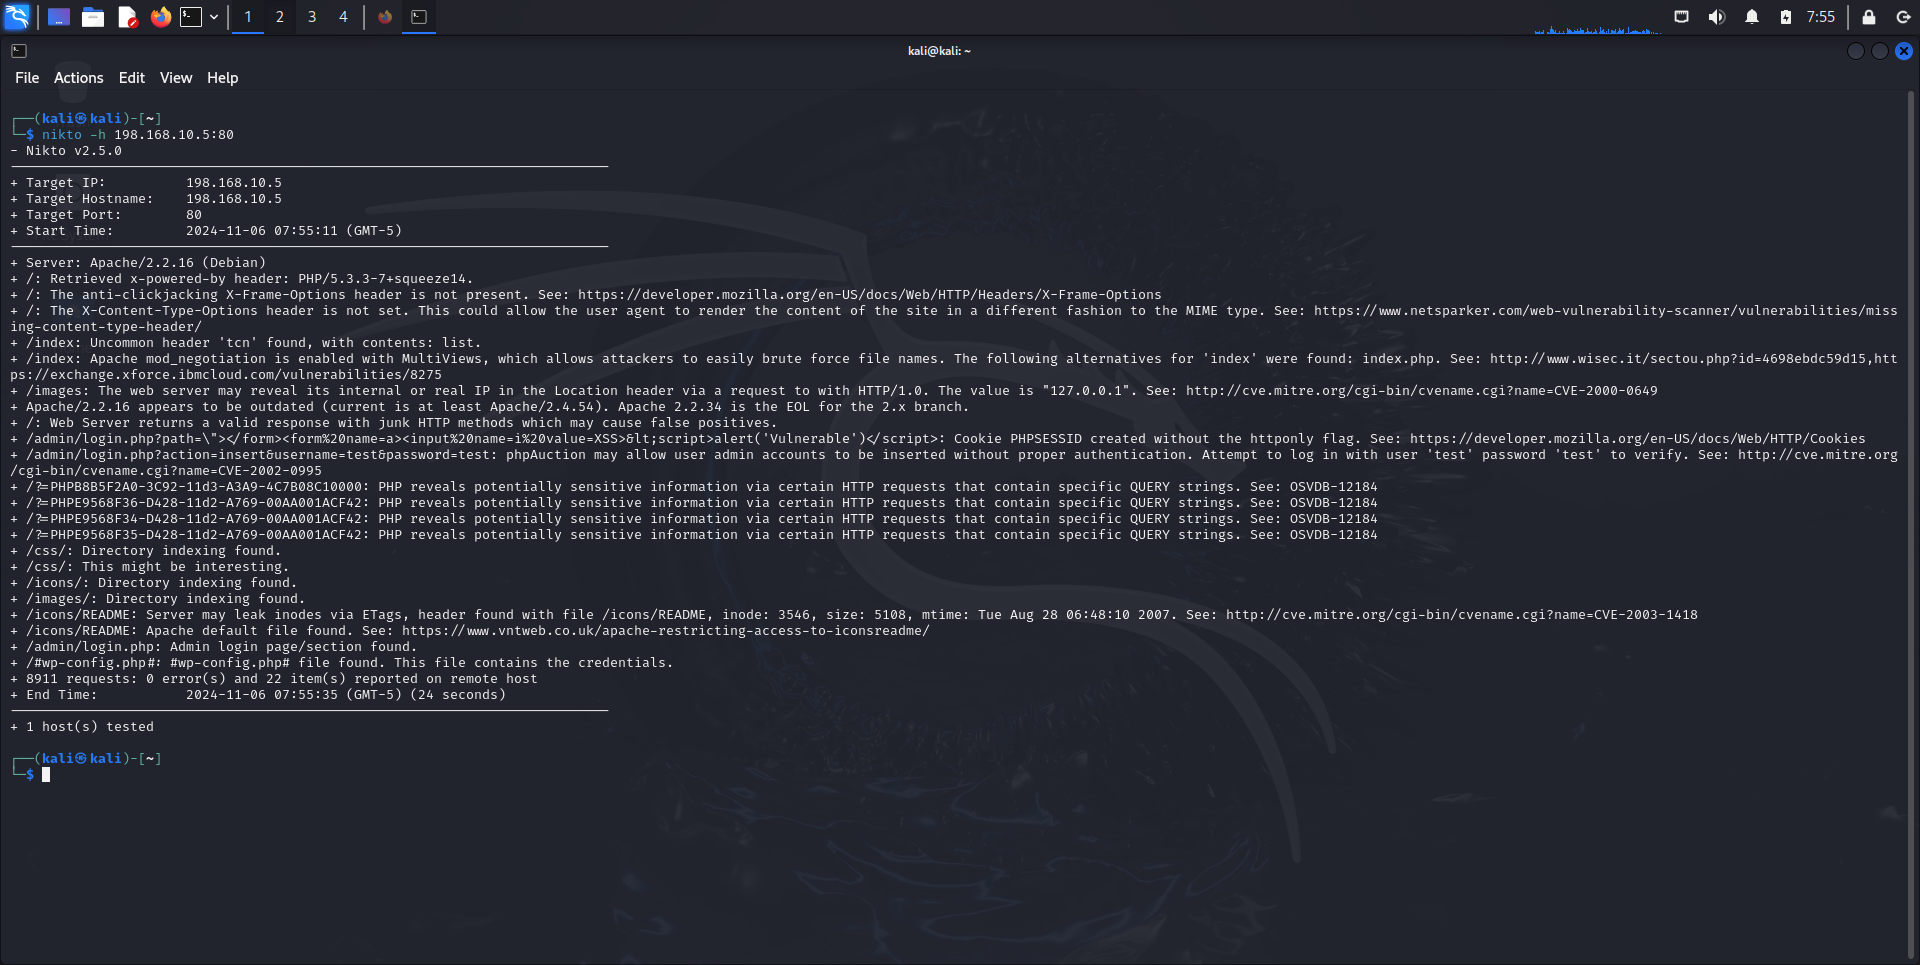 1 2 3 4
7:55
kali@kali: ~
File Actions Edit View Help
┌──(kali㉿kali)-[~]
└─$ nikto -h 198.168.10.5:80
- Nikto v2.5.0
---------------------------------------------------------------------------
+ Target IP:          198.168.10.5
+ Target Hostname:    198.168.10.5
+ Target Port:        80
+ Start Time:         2024-11-06 07:55:11 (GMT-5)
---------------------------------------------------------------------------
+ Server: Apache/2.2.16 (Debian)
+ /: Retrieved x-powered-by header: PHP/5.3.3-7+squeeze14.
+ /: The anti-clickjacking X-Frame-Options header is not present. See: https://developer.mozilla.org/en-US/docs/Web/HTTP/Headers/X-Frame-Options
+ /: The X-Content-Type-Options header is not set. This could allow the user agent to render the content of the site in a different fashion to the MIME type. See: https://www.netsparker.com/web-vulnerability-scanner/vulnerabilities/miss
ing-content-type-header/
+ /index: Uncommon header 'tcn' found, with contents: list.
+ /index: Apache mod_negotiation is enabled with MultiViews, which allows attackers to easily brute force file names. The following alternatives for 'index' were found: index.php. See: http://www.wisec.it/sectou.php?id=4698ebdc59d15,htt
ps://exchange.xforce.ibmcloud.com/vulnerabilities/8275
+ /images: The web server may reveal its internal or real IP in the Location header via a request to with HTTP/1.0. The value is "127.0.0.1". See: http://cve.mitre.org/cgi-bin/cvename.cgi?name=CVE-2000-0649
+ Apache/2.2.16 appears to be outdated (current is at least Apache/2.4.54). Apache 2.2.34 is the EOL for the 2.x branch.
+ /: Web Server returns a valid response with junk HTTP methods which may cause false positives.
+ /admin/login.php?path=\"></form><form%20name=a><input%20name=i%20value=XSS>&lt;script>alert('Vulnerable')</script>: Cookie PHPSESSID created without the httponly flag. See: https://developer.mozilla.org/en-US/docs/Web/HTTP/Cookies
+ /admin/login.php?action=insert&username=test&password=test: phpAuction may allow user admin accounts to be inserted without proper authentication. Attempt to log in with user 'test' password 'test' to verify. See: http://cve.mitre.org
/cgi-bin/cvename.cgi?name=CVE-2002-0995
+ /?=PHPB8B5F2A0-3C92-11d3-A3A9-4C7B08C10000: PHP reveals potentially sensitive information via certain HTTP requests that contain specific QUERY strings. See: OSVDB-12184
+ /?=PHPE9568F36-D428-11d2-A769-00AA001ACF42: PHP reveals potentially sensitive information via certain HTTP requests that contain specific QUERY strings. See: OSVDB-12184
+ /?=PHPE9568F34-D428-11d2-A769-00AA001ACF42: PHP reveals potentially sensitive information via certain HTTP requests that contain specific QUERY strings. See: OSVDB-12184
+ /?=PHPE9568F35-D428-11d2-A769-00AA001ACF42: PHP reveals potentially sensitive information via certain HTTP requests that contain specific QUERY strings. See: OSVDB-12184
+ /css/: Directory indexing found.
+ /css/: This might be interesting.
+ /icons/: Directory indexing found.
+ /images/: Directory indexing found.
+ /icons/README: Server may leak inodes via ETags, header found with file /icons/README, inode: 3546, size: 5108, mtime: Tue Aug 28 06:48:10 2007. See: http://cve.mitre.org/cgi-bin/cvename.cgi?name=CVE-2003-1418
+ /icons/README: Apache default file found. See: https://www.vntweb.co.uk/apache-restricting-access-to-iconsreadme/
+ /admin/login.php: Admin login page/section found.
+ /#wp-config.php#: #wp-config.php# file found. This file contains the credentials.
+ 8911 requests: 0 error(s) and 22 item(s) reported on remote host
+ End Time:           2024-11-06 07:55:35 (GMT-5) (24 seconds)
---------------------------------------------------------------------------
+ 1 host(s) tested
┌──(kali㉿kali)-[~]
└─$